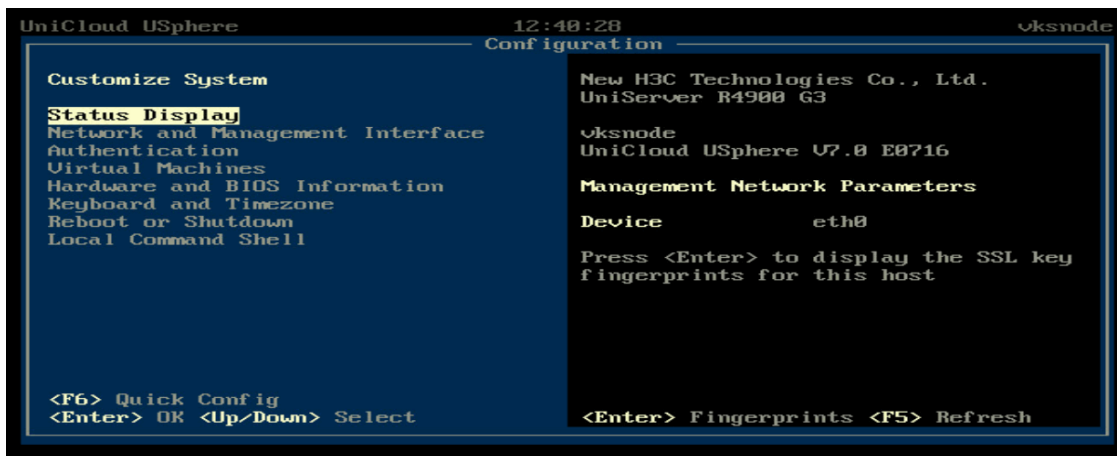 UniCloud USphere 12:40:28 vksnode
Configuration
Customize System
Status Display
Network and Management Interface
Authentication
Virtual Machines
Hardware and BIOS Information
Keyboard and Timezone
Reboot or Shutdown
Local Command Shell
<F6> Quick Config
<Enter> OK <Up/Down> Select
New H3C Technologies Co., Ltd.
UniServer R4900 G3
vksnode
UniCloud USphere V7.0 E0716
Management Network Parameters
Device eth0
Press <Enter> to display the SSL key
fingerprints for this host
<Enter> Fingerprints <F5> Refresh